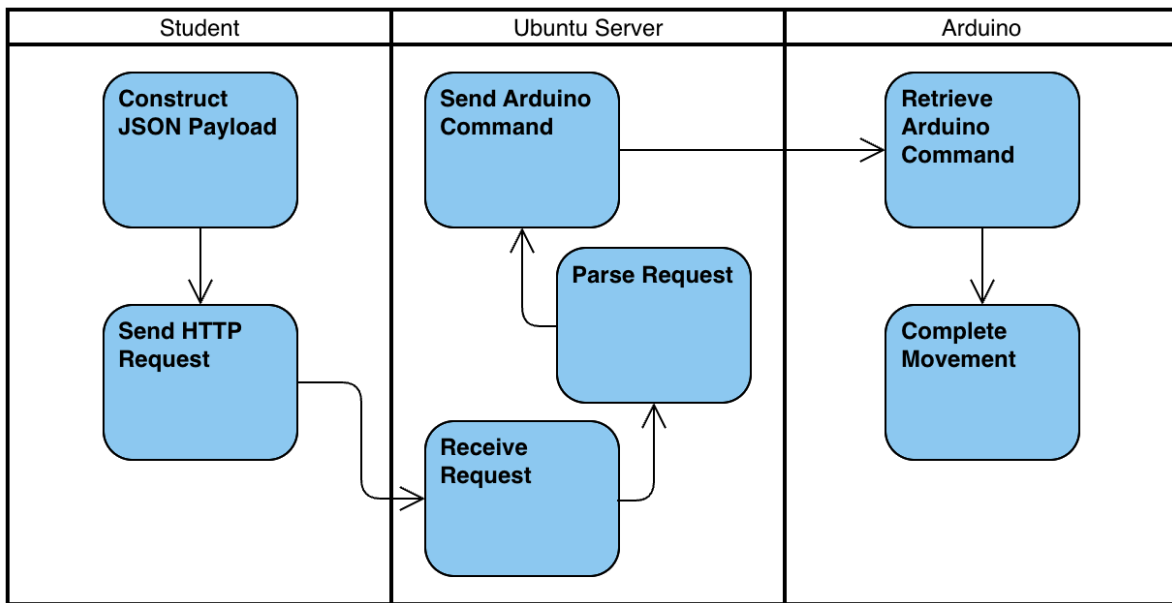 Student
Ubuntu Server
Arduino
Construct
JSON Payload
Send HTTP
Request
Send Arduino
Command
Parse Request
Receive
Request
Retrieve
Arduino
Command
Complete
Movement